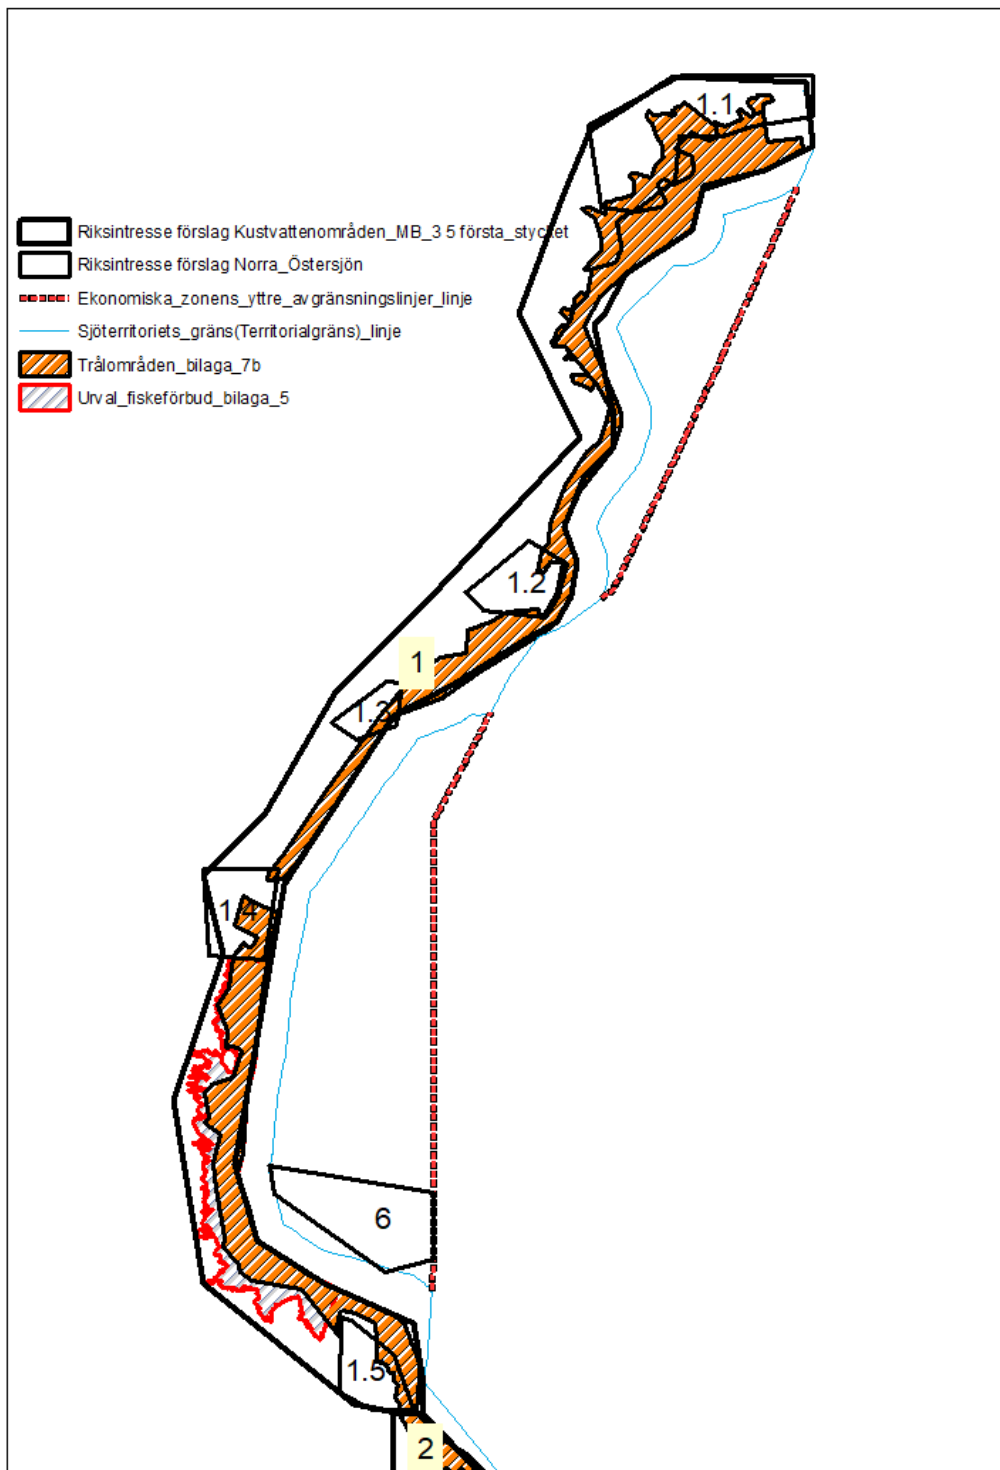 1.1
Riksintresse förslag Kustvattenområden_MB_3 5 första_stycket
Riksintresse förslag Norra_Östersjön
Ekonomiska_zonens_yttre_avgränsningslinjer_linje
Sjöterritoriets_gräns(Territorialgräns)_linje
Trålområden_bilaga_7b
Urval_fiskeförbud_bilaga_5
1.2
1
1.3
1.4
6
1.5
2